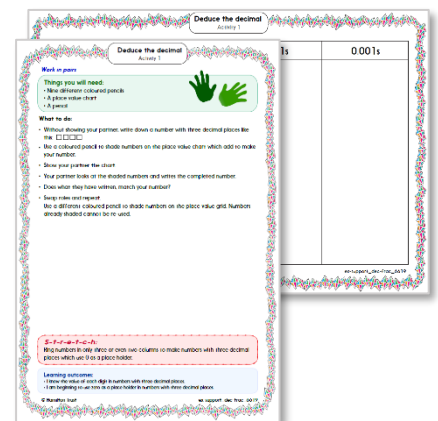 Deduce the decimal
Activity 1
1s
0.001s
ex-support_dec-frac_6619
Deduce the decimal
Activity 1
Work in pairs
Things you will need:
• Nine different coloured pencils
• A place value chart
• A pencil
What to do:
• Without showing your partner, write down a number with three decimal places like
this: □.□□□
• Use a coloured pencil to shade numbers on the place value chart which add to make
your number.
• Show your partner the chart.
• Your partner looks at the shaded numbers and writes the completed number.
• Does what they have written, match your number?
• Swap roles and repeat.
Use a different coloured pencil to shade numbers on the place value grid. Numbers
already shaded cannot be re-used.
S-t-r-e-t-c-h:
Ring numbers in only three or even two columns to make numbers with three decimal
places which use 0 as a place holder.
Learning outcomes:
• I know the value of each digit in numbers with three decimal places.
• I am beginning to use zero as a place holder in numbers with three decimal places.
© Hamilton Trust
ex-support_dec-frac_6619